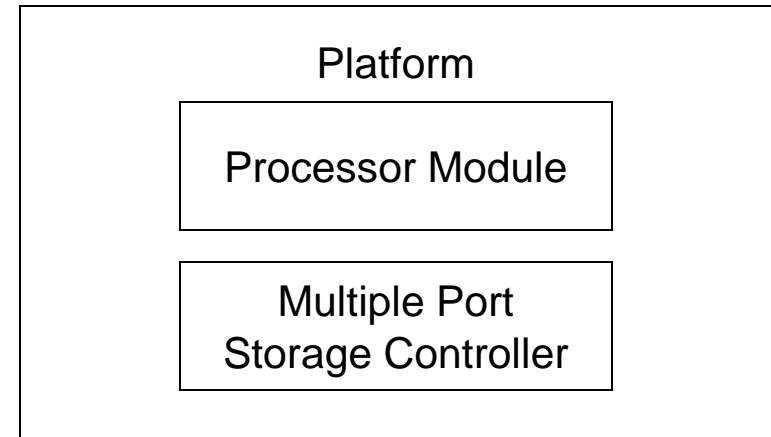 Platform
Processor Module
Multiple Port
Storage Controller